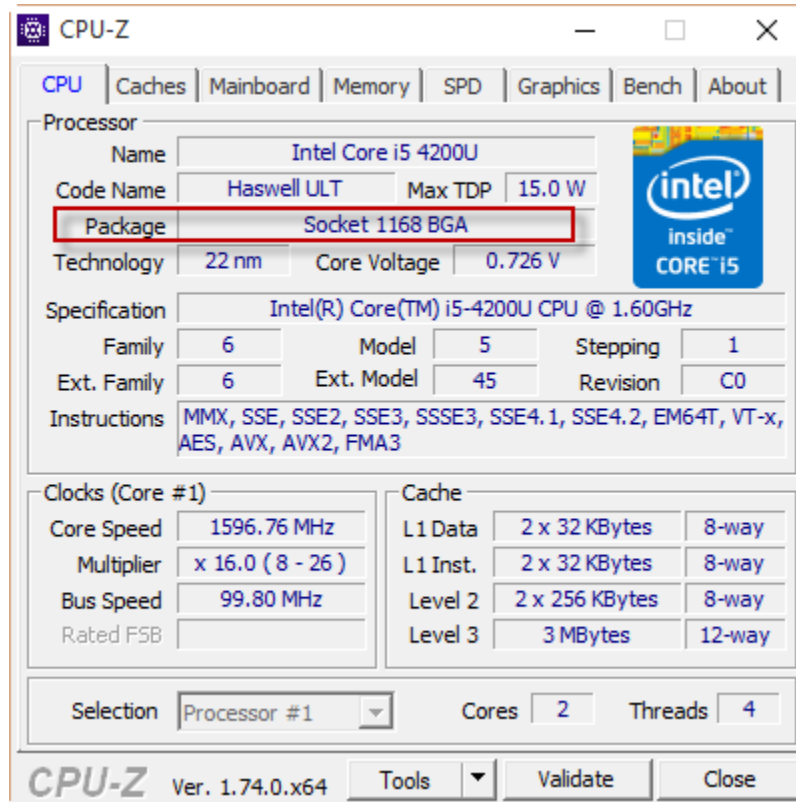 CPU-Z
CPU Caches Mainboard Memory SPD Graphics Bench About
Processor
Name Intel Core i5 4200U
Code Name Haswell ULT Max TDP 15.0 W
Package Socket 1168 BGA
Technology 22 nm Core Voltage 0.726 V
intel inside™ CORE™ i5
Specification Intel(R) Core(TM) i5-4200U CPU @ 1.60GHz
Family 6 Model 5 Stepping 1
Ext. Family 6 Ext. Model 45 Revision C0
Instructions MMX, SSE, SSE2, SSE3, SSSE3, SSE4.1, SSE4.2, EM64T, VT-x,
AES, AVX, AVX2, FMA3
Clocks (Core #1)
Core Speed 1596.76 MHz
Multiplier x 16.0 ( 8 - 26 )
Bus Speed 99.80 MHz
Rated FSB
Cache
L1 Data 2 x 32 KBytes 8-way
L1 Inst. 2 x 32 KBytes 8-way
Level 2 2 x 256 KBytes 8-way
Level 3 3 MBytes 12-way
Selection Processor #1 Cores 2 Threads 4
CPU-Z Ver. 1.74.0.x64 Tools Validate Close